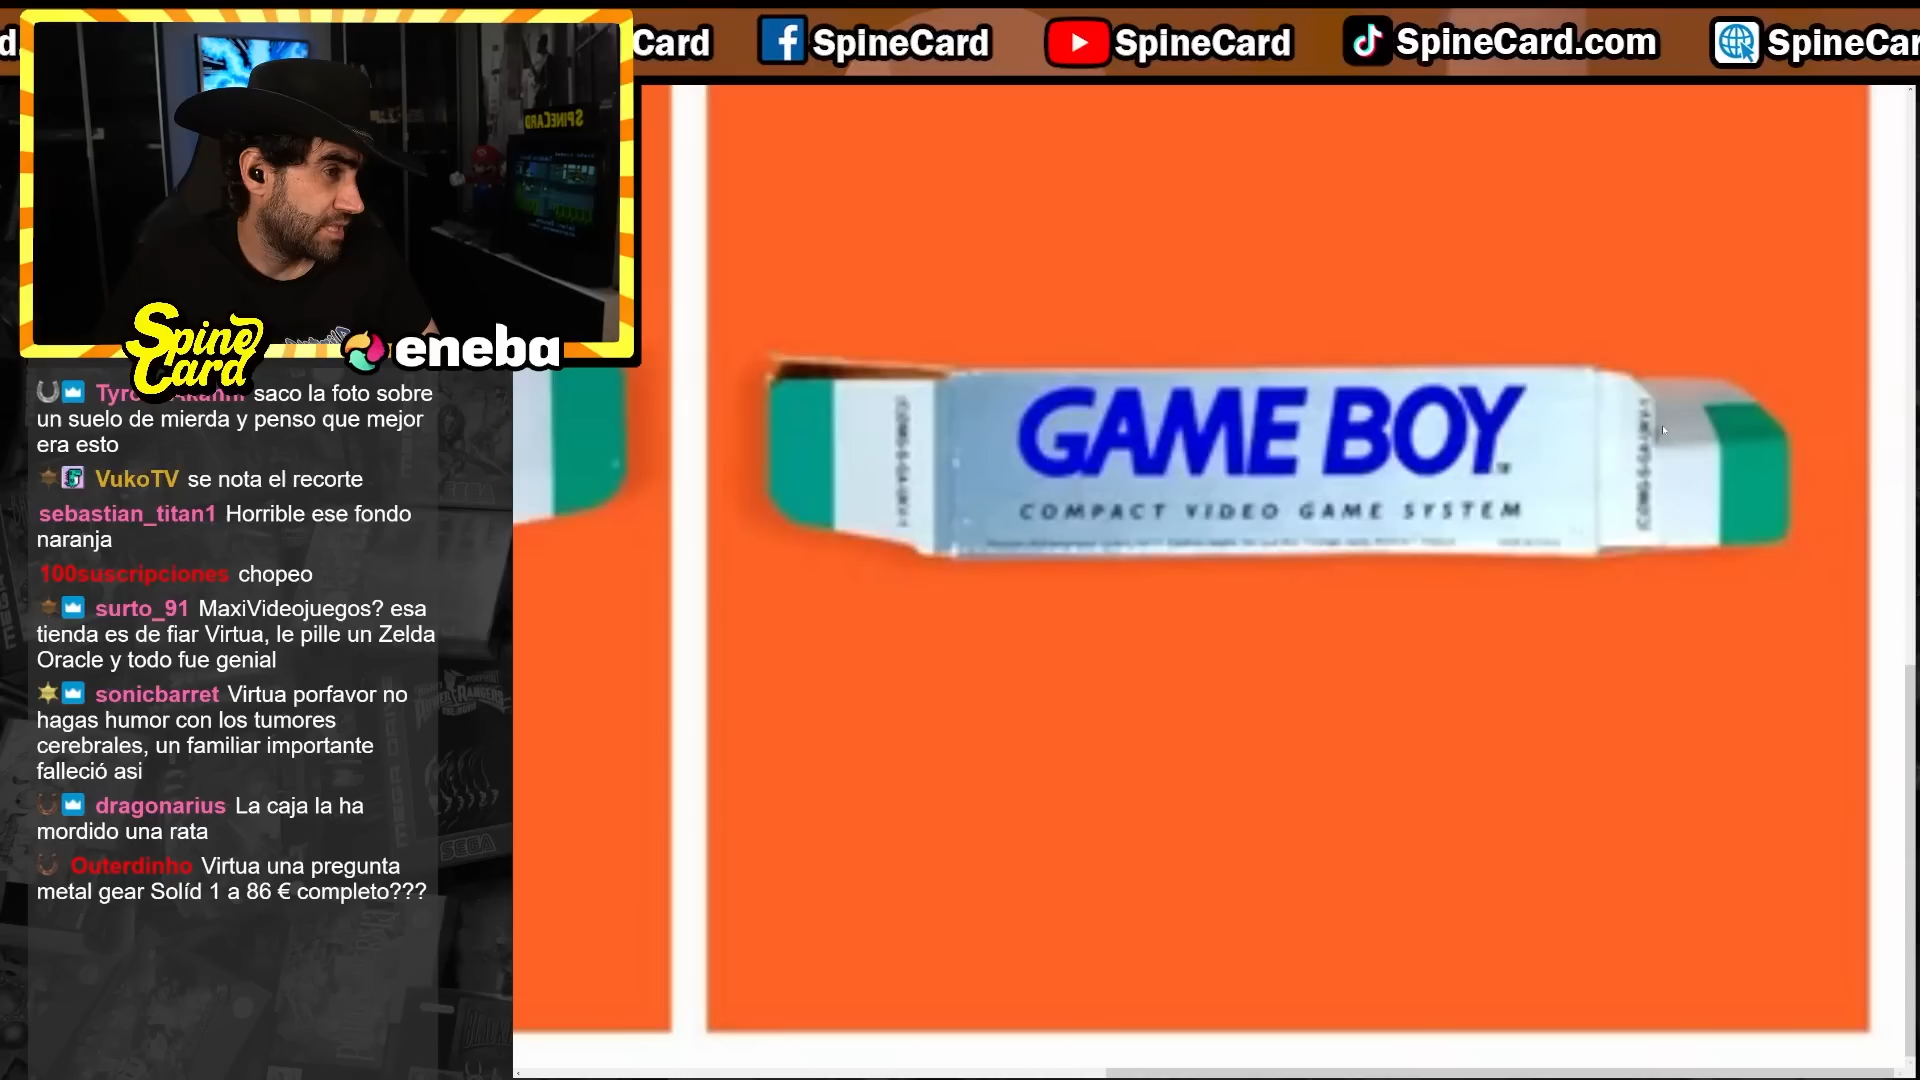 d.
Card
SpineCard
SpineCard
SpineCard.com
SpineCar
SPINECARD
Spine
Card
eneba
saco la foto sobre
un suelo de mierda y penso que mejor
era esto
VukoTV se nota el recorte
sebastian_titan1 Horrible ese fondo
naranja
100suscripciones chopeo
surto_91 MaxiVideojuegos? esa
tienda es de fiar Virtua, le pille un Zelda
Oracle y todo fue genial
sonicbarret Virtua porfavor no
hagas humor con los tumores
cerebrales, un familiar importante
falleció asi
dragonarius La caja la ha
mordido una rata
Outerdinho Virtua una pregunta
metal gear Solíd 1 a 86 € completo???
GAME BOY
COMPACT VIDEO GAME SYSTEM
SEGA